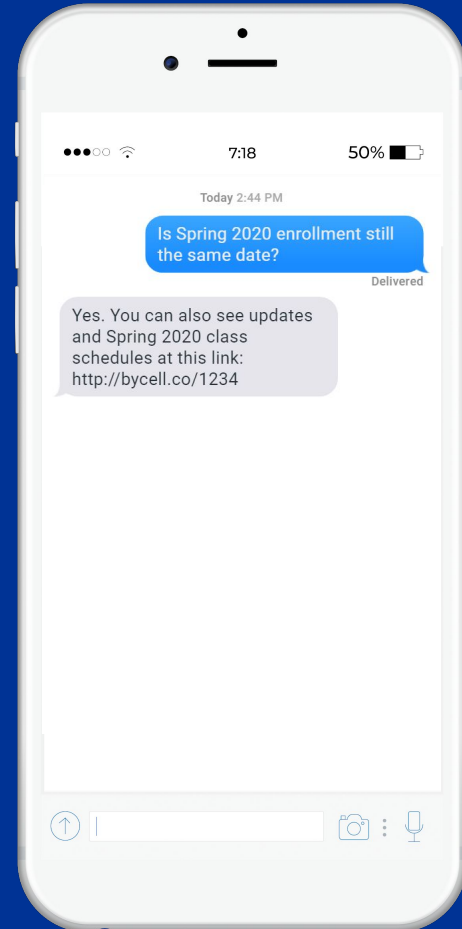 7:18
50%
Today 2:44 PM
Is Spring 2020 enrollment still
the same date?
Delivered
Yes. You can also see updates
and Spring 2020 class
schedules at this link:
http://bycell.co/1234